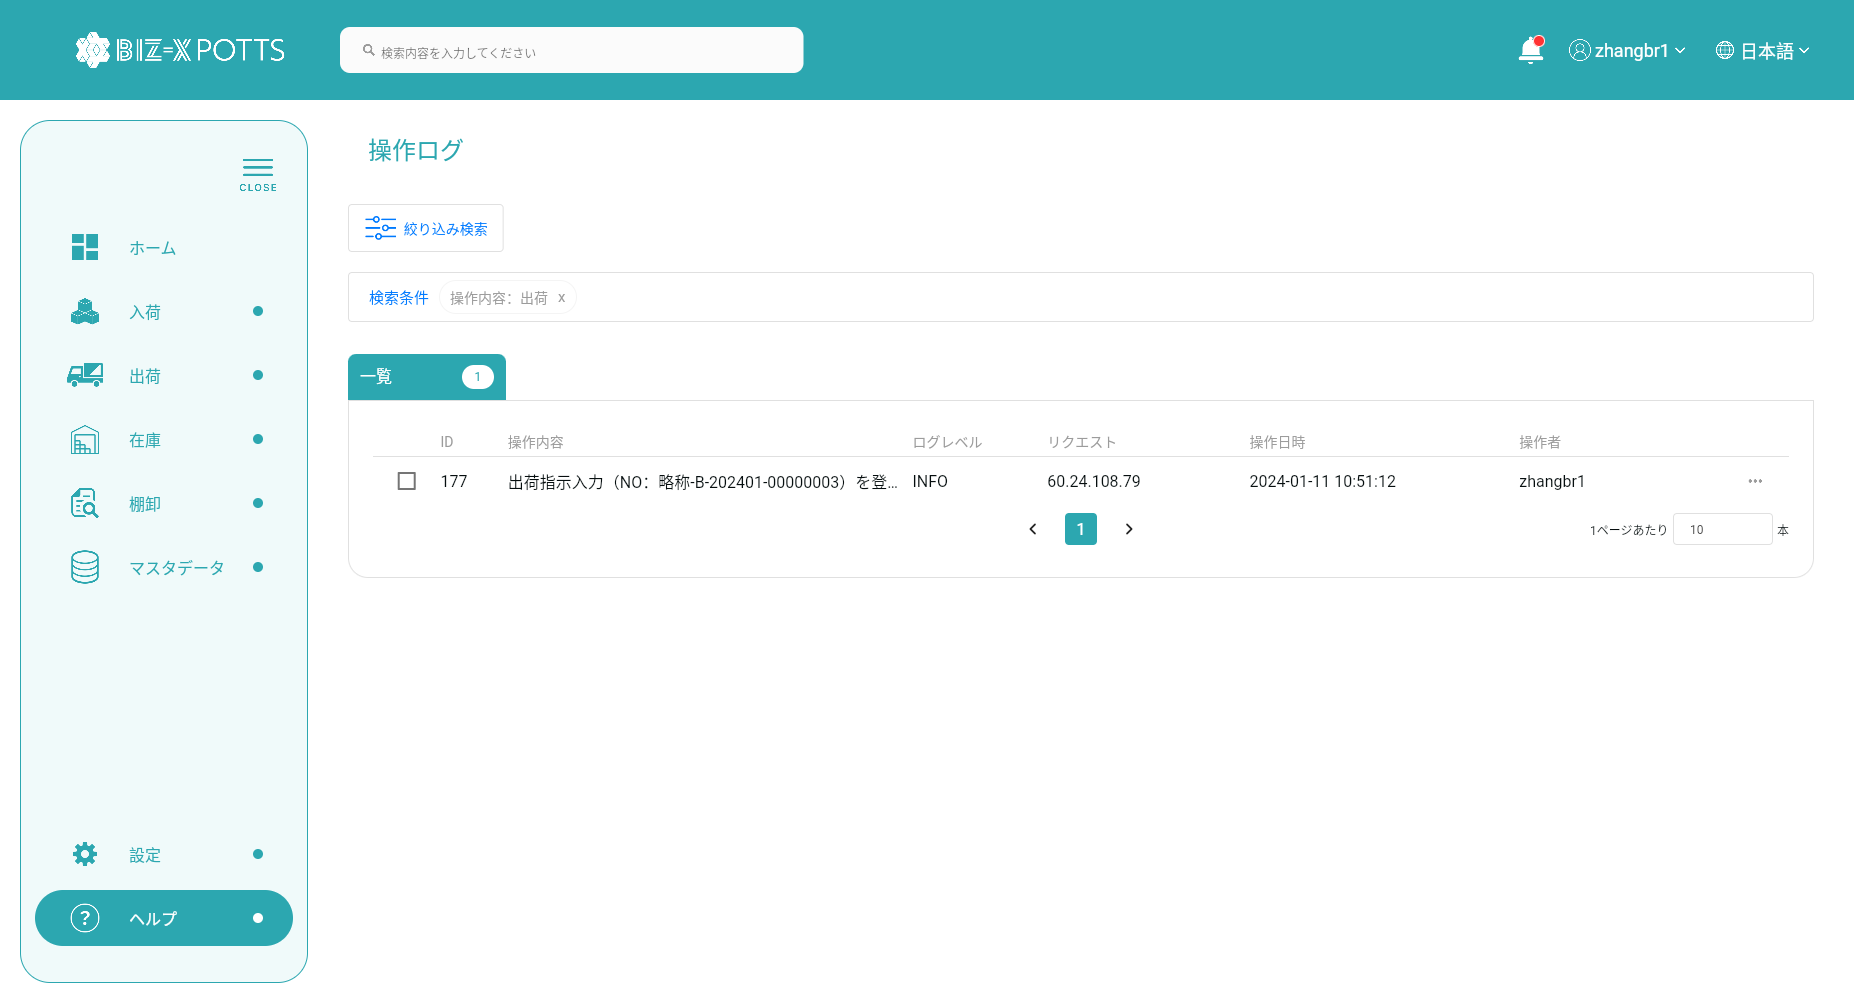 BIZ=X POTTS
検索内容を入力してください
zhangbr1
日本語
CLOSE
ホーム
入荷
出荷
在庫
棚卸
マスタデータ
設定
? ヘルプ
操作ログ
絞り込み検索
検索条件 操作内容：出荷 x
一覧 1
ID 操作内容 ログレベル リクエスト 操作日時 操作者
177 出荷指示入力（NO：略称-B-202401-00000003）を登... INFO 60.24.108.79 2024-01-11 10:51:12 zhangbr1 ...
1
1ページあたり 10 本